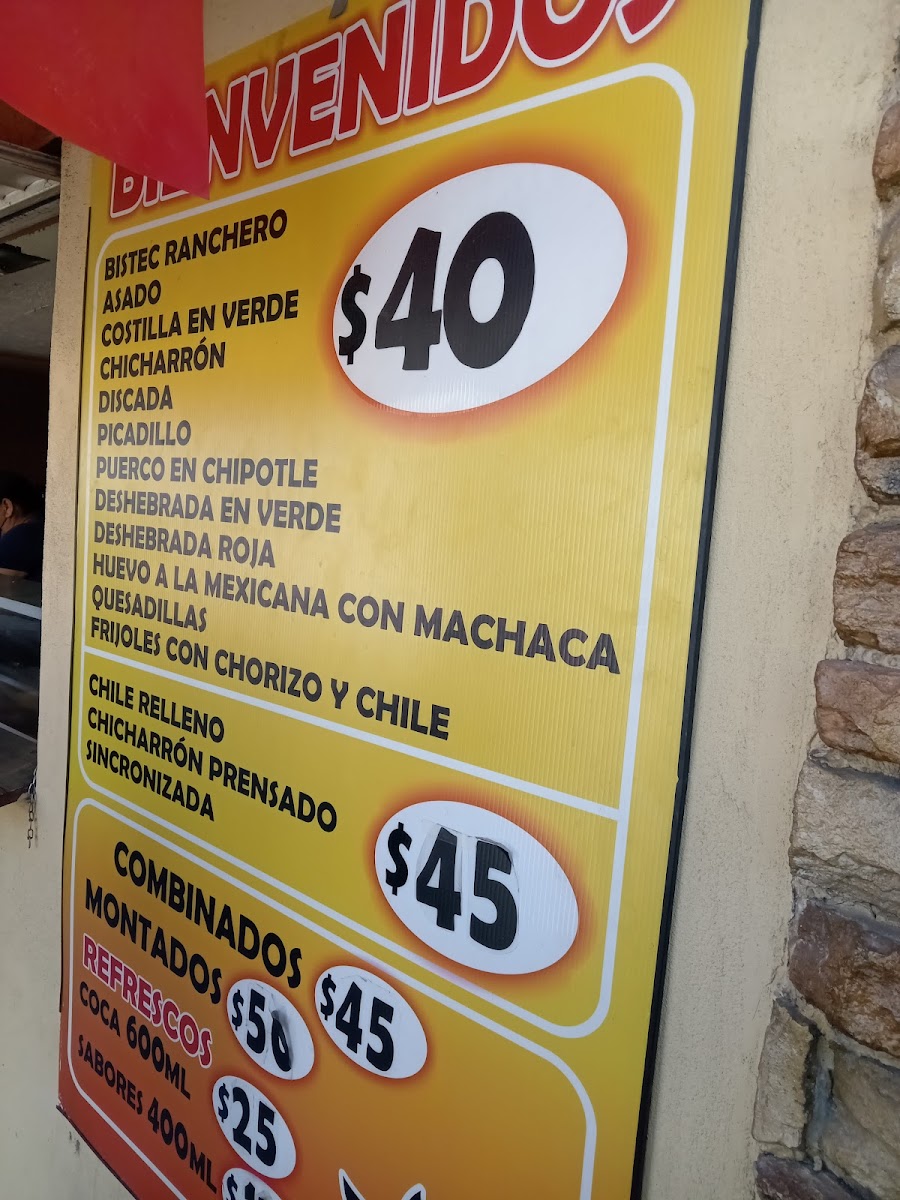 BIENVENIDOS
BISTEC RANCHERO
ASADO
COSTILLA EN VERDE
CHICHARRÓN
DISCADA
PICADILLO
PUERCO EN CHIPOTLE
DESHEBRADA EN VERDE
DESHEBRADA ROJA
HUEVO A LA MEXICANA CON MACHACA
QUESADILLAS
FRIJOLES CON CHORIZO Y CHILE
$40
CHILE RELLENO
CHICHARRÓN PRENSADO
SINCRONIZADA
$45
COMBINADOS $45
MONTADOS $50
REFRESCOS
COCA 600ML $25
SABORES 400ML